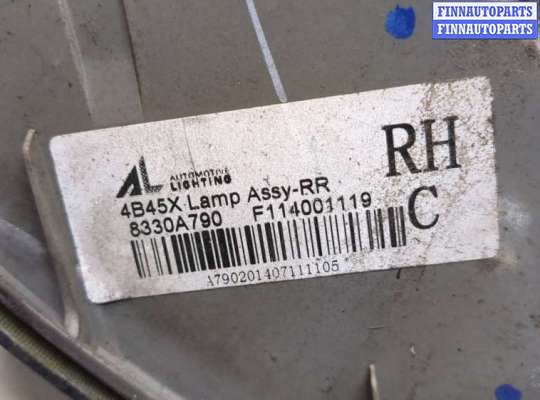 FINNAUTOPARTS
FINNAUTOPARTS
AL AUTOMOTIVE
LIGHTING
RH
4B45X Lamp Assy-RR
8330A790 F114001119
C
A790201407111105